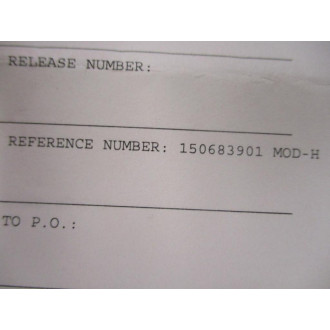 RELEASE NUMBER:
REFERENCE NUMBER: 150683901 MOD-H
TO P.O.: